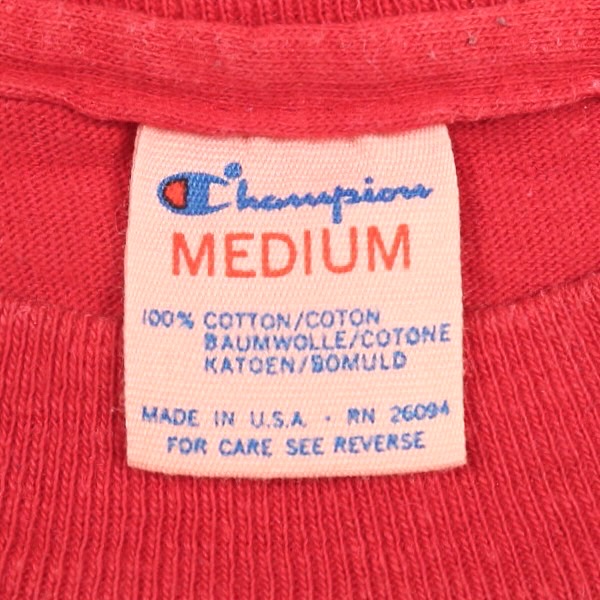 Champion
MEDIUM
100% COTTON/COTON
BAUMWOLLE/COTONE
KATOEN/BOMULD
MADE IN U.S.A. · RN 26094
FOR CARE SEE REVERSE